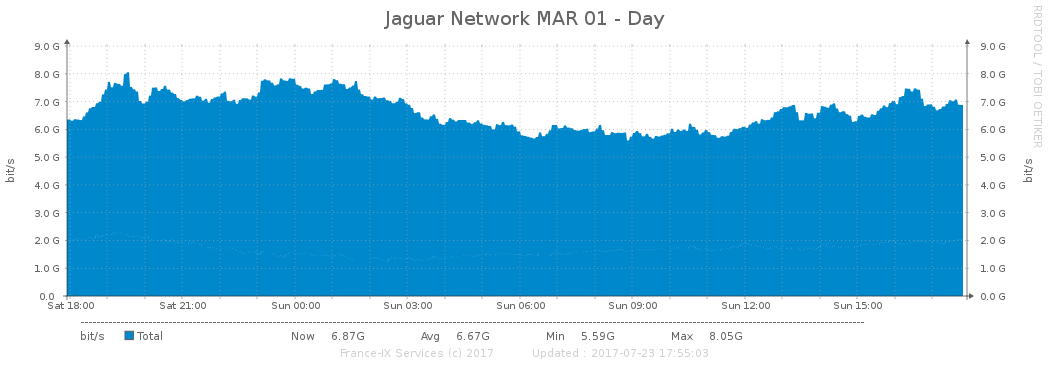 Jaguar Network MAR 01 - Day
RRDTOOL / TOBI OETIKER
bit/s
bit/s
9.0 G 9.0 G
8.0 G 8.0 G
7.0 G 7.0 G
6.0 G 6.0 G
5.0 G 5.0 G
4.0 G 4.0 G
3.0 G 3.0 G
2.0 G 2.0 G
1.0 G 1.0 G
0.0 0.0 G
Sat 18:00 Sat 21:00 Sun 00:00 Sun 03:00 Sun 06:00 Sun 09:00 Sun 12:00 Sun 15:00
bit/s Total Now 6.87G Avg 6.67G Min 5.59G Max 8.05G
France-IX Services (c) 2017 Updated : 2017-07-23 17:55:03